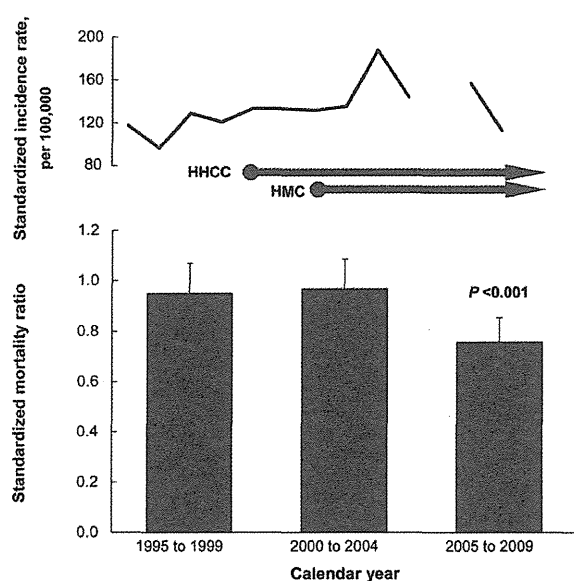 Standardized incidence rate,
per 100,000
200
160
120
80
HHCC
HMC
Standardized mortality ratio
1.2
1.0
0.8
0.6
0.4
0.2
0.0
P <0.001
1995 to 1999
2000 to 2004
2005 to 2009
Calendar year